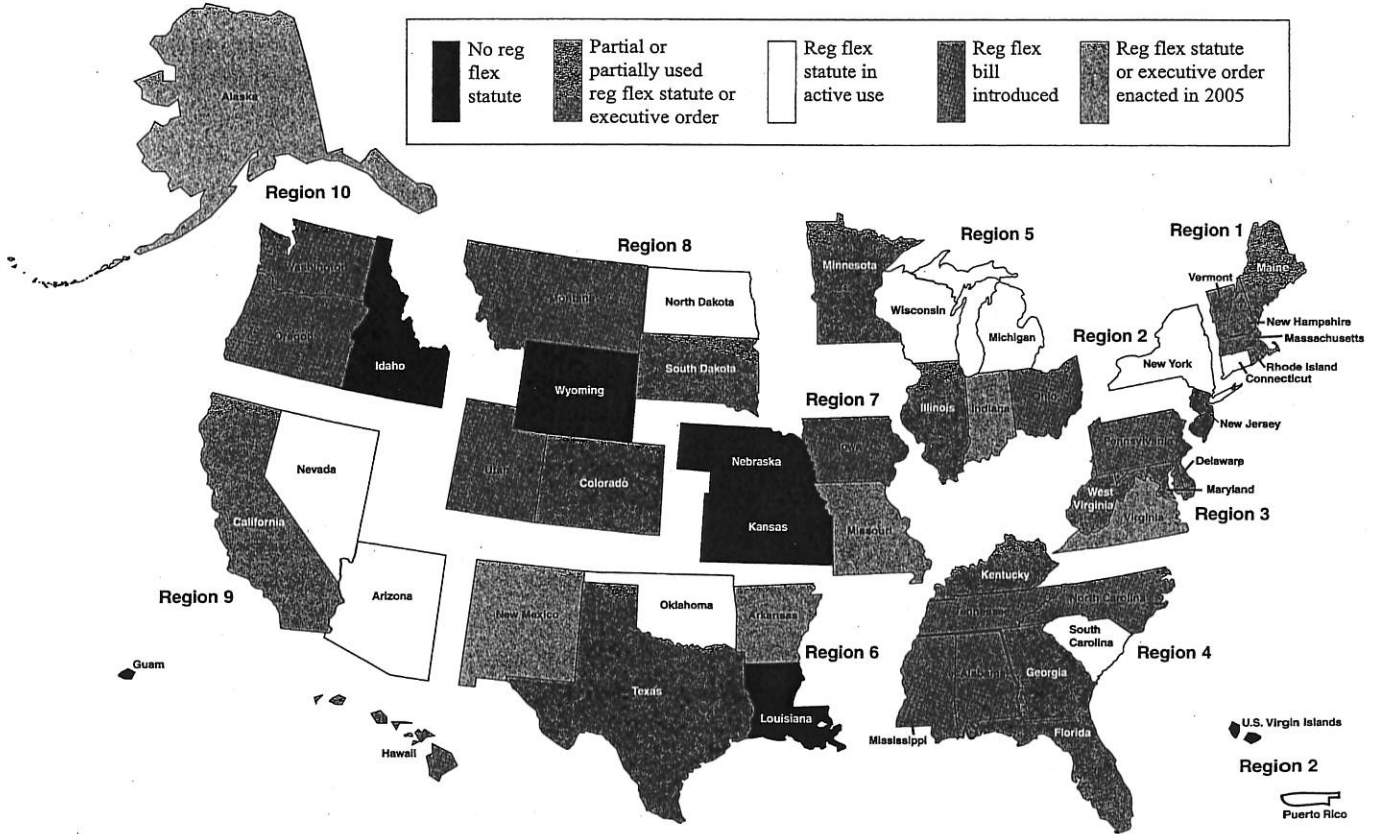 No reg
flex
statute
Partial or
partially used
reg flex statute or
executive order
Reg flex
statute in
active use
Reg flex
bill
introduced
Reg flex statute
or executive order
enacted in 2005
Alaska
Region 10
Washington
Oregon
Idaho
Region 8
Montana
North Dakota
South Dakota
Wyoming
Utah
Colorado
Region 5
Minnesota
Wisconsin
Michigan
Illinois
Indiana
Ohio
Region 1
Maine
Vermont
New Hampshire
Massachusetts
Rhode Island
Connecticut
Region 2
New York
New Jersey
Region 7
Nebraska
Iowa
Kansas
Missouri
Pennsylvania
Delaware
Maryland
West
Virginia
Virginia
Region 3
Nevada
California
Arizona
Region 9
Guam
Hawaii
New Mexico
Oklahoma
Arkansas
Texas
Louisiana
Region 6
Kentucky
North Carolina
South
Carolina
Georgia
Alabama
Mississippi
Florida
Region 4
U.S. Virgin Islands
Region 2
Puerto Rico